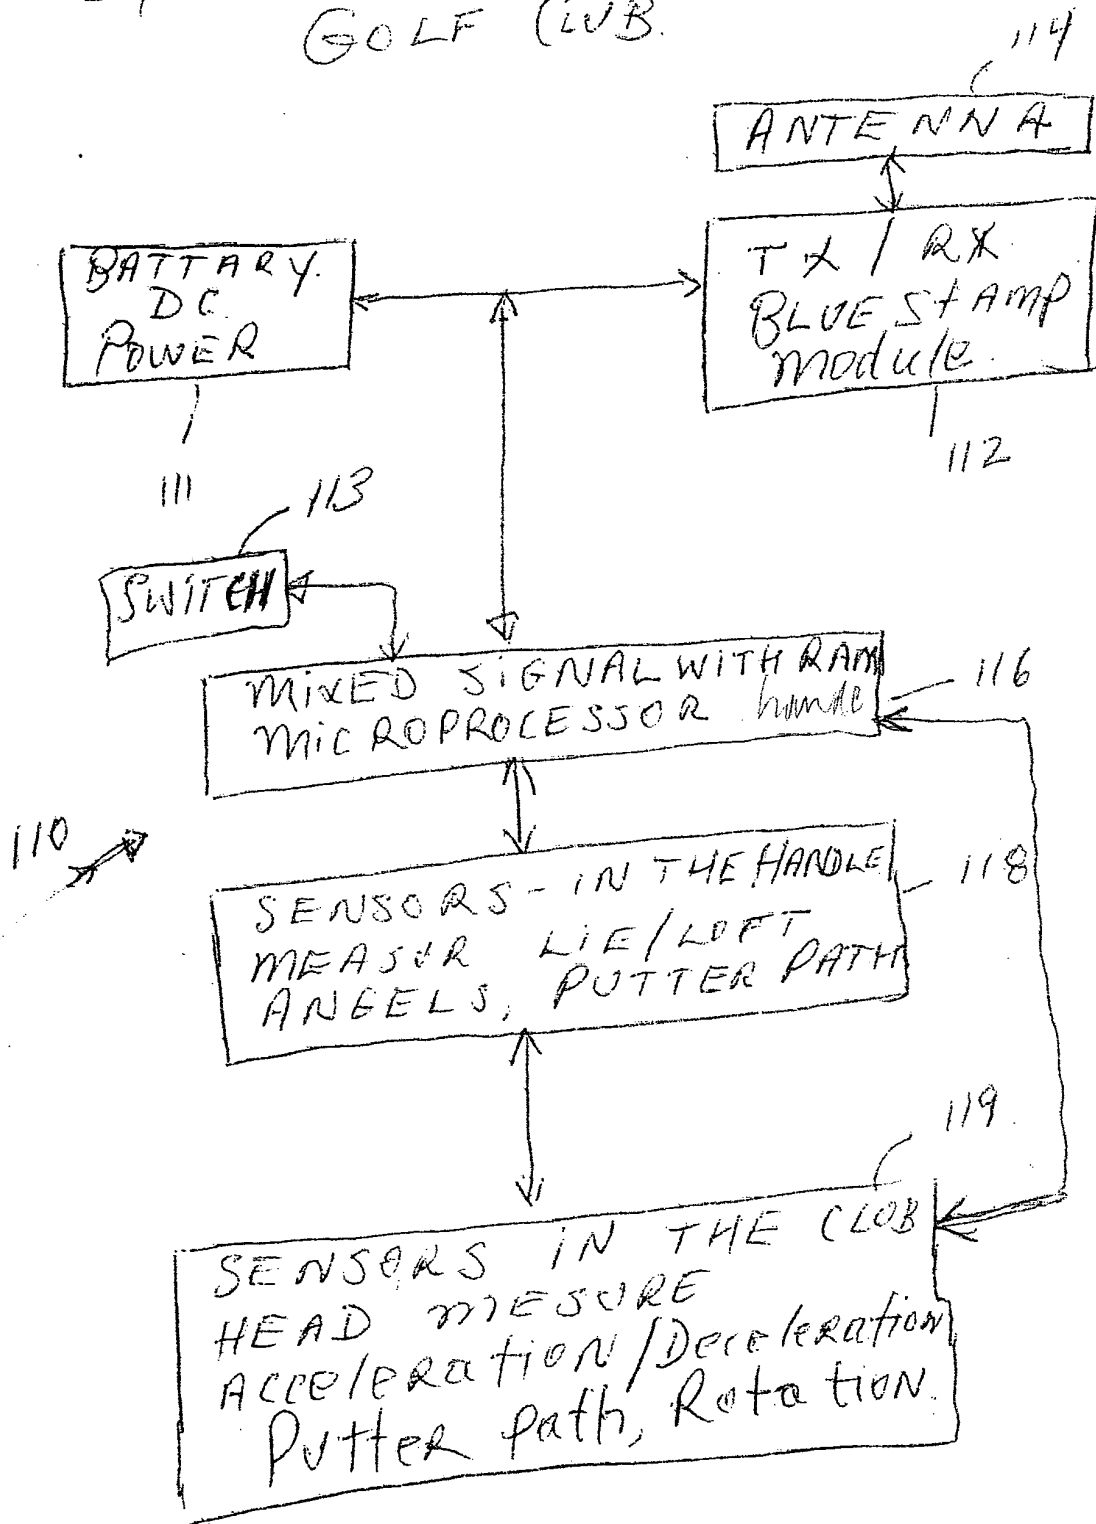 GOLF CLUB.
114
ANTENNA
BATTARY.
DC
POWER
TX / RX
BLUE StAmp
module.
111
112
113
SWITCH
MIXED SIGNAL WITH RAM
MICROPROCESSOR
116
110
SENSORS - IN THE HANDLE
MEASUR LIE/LOFT
ANGELS, PUTTER PATH
118
119
SENSORS IN THE CLOB
HEAD MESURE
Acceleration/Deceleration
Putter path, Rotation.